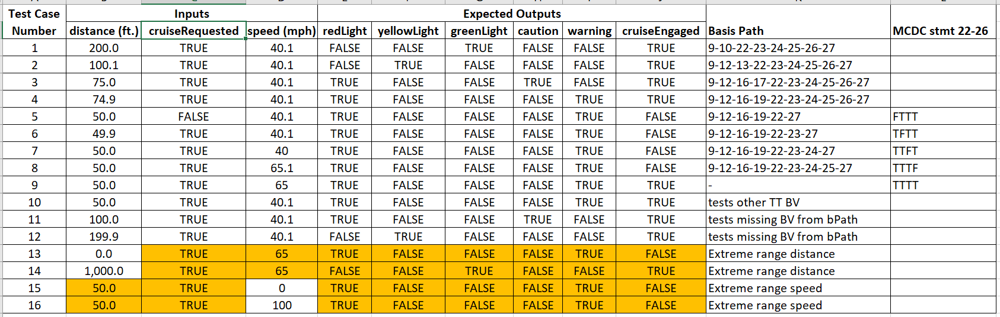 Test Case Inputs Expected Outputs
Number distance (ft.) cruiseRequested speed (mph) redLight yellowLight greenLight caution warning cruiseEngaged Basis Path MCDC stmt 22-26
1 200.0 TRUE 40.1 FALSE FALSE TRUE FALSE FALSE TRUE 9-10-22-23-24-25-26-27
2 100.1 TRUE 40.1 FALSE TRUE FALSE FALSE FALSE TRUE 9-12-13-22-23-24-25-26-27
3 75.0 TRUE 40.1 TRUE FALSE FALSE TRUE FALSE TRUE 9-12-16-17-22-23-24-25-26-27
4 74.9 TRUE 40.1 TRUE FALSE FALSE FALSE TRUE TRUE 9-12-16-19-22-23-24-25-26-27
5 50.0 FALSE 40.1 TRUE FALSE FALSE FALSE TRUE FALSE 9-12-16-19-22-27 FTTT
6 49.9 TRUE 40.1 TRUE FALSE FALSE FALSE TRUE FALSE 9-12-16-19-22-23-27 TFTT
7 50.0 TRUE 40 TRUE FALSE FALSE FALSE TRUE FALSE 9-12-16-19-22-23-24-27 TTFT
8 50.0 TRUE 65.1 TRUE FALSE FALSE FALSE TRUE FALSE 9-12-16-19-22-23-24-25-27 TTTF
9 50.0 TRUE 65 TRUE FALSE FALSE FALSE TRUE TRUE - TTTT
10 50.0 TRUE 40.1 TRUE FALSE FALSE FALSE TRUE TRUE tests other TT BV
11 100.0 TRUE 40.1 TRUE FALSE FALSE TRUE FALSE TRUE tests missing BV from bPath
12 199.9 TRUE 40.1 FALSE TRUE FALSE FALSE FALSE TRUE tests missing BV from bPath
13 0.0 TRUE 65 TRUE FALSE FALSE FALSE TRUE FALSE Extreme range distance
14 1,000.0 TRUE 65 FALSE FALSE TRUE FALSE FALSE TRUE Extreme range distance
15 50.0 TRUE 0 TRUE FALSE FALSE FALSE TRUE FALSE Extreme range speed
16 50.0 TRUE 100 TRUE FALSE FALSE FALSE TRUE FALSE Extreme range speed